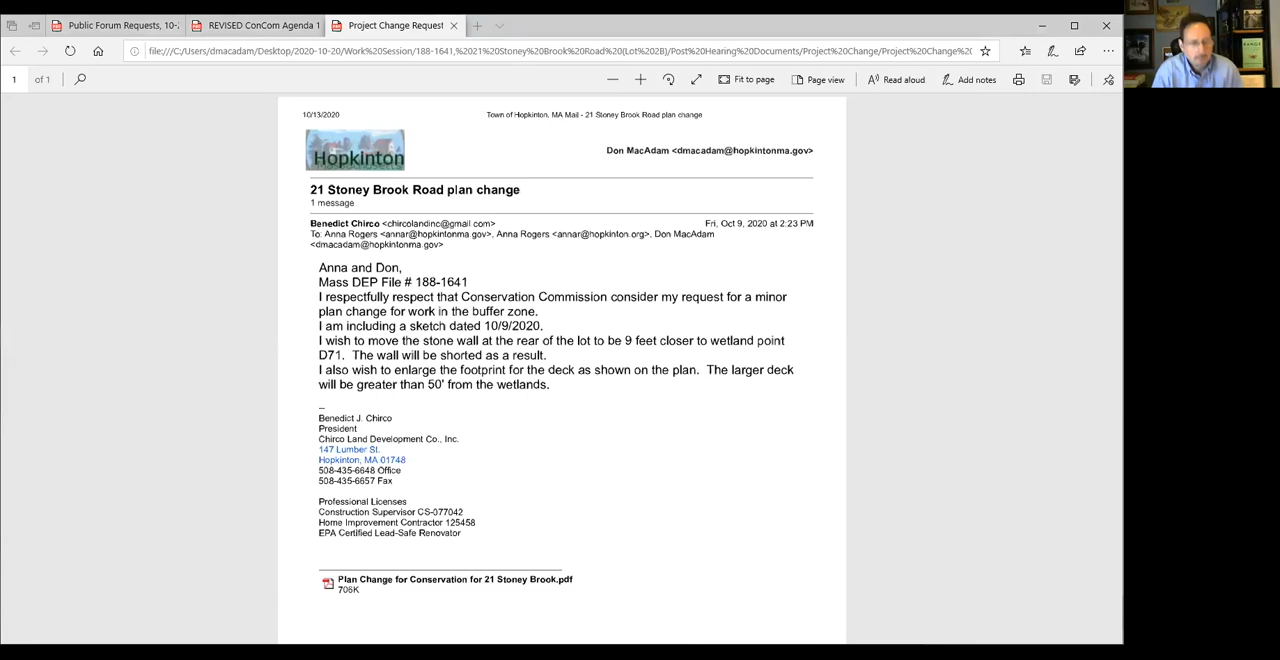 Public Forum Requests, 10-
REVISED ConCom Agenda 1
Project Change Request
file:///C:/Users/dmacadam/Desktop/2020-10-20/Work%20Session/188-1641,%2021%20Stoney%20Brook%20Road%20(Lot%202B)/Post%20Hearing%20Documents/Project%20Change/Project%20Change%2
1 of 1
Fit to page
Page view
Read aloud
Add notes
10/13/2020
Town of Hopkinton, MA Mail - 21 Stoney Brook Road plan change
Hopkinton
Don MacAdam <dmacadam@hopkintonma.gov>
21 Stoney Brook Road plan change
1 message
Benedict Chirco <chircolandinc@gmail.com>
Fri, Oct 9, 2020 at 2:23 PM
To: Anna Rogers <annar@hopkintonma.gov>, Anna Rogers <annar@hopkinton.org>, Don MacAdam
<dmacadam@hopkintonma.gov>
Anna and Don,
Mass DEP File # 188-1641
I respectfully respect that Conservation Commission consider my request for a minor
plan change for work in the buffer zone.
I am including a sketch dated 10/9/2020.
I wish to move the stone wall at the rear of the lot to be 9 feet closer to wetland point
D71. The wall will be shorted as a result.
I also wish to enlarge the footprint for the deck as shown on the plan. The larger deck
will be greater than 50' from the wetlands.
--
Benedict J. Chirco
President
Chirco Land Development Co., Inc.
147 Lumber St.
Hopkinton, MA 01748
508-435-6648 Office
508-435-6657 Fax
Professional Licenses
Construction Supervisor CS-077042
Home Improvement Contractor 125458
EPA Certified Lead-Safe Renovator
Plan Change for Conservation for 21 Stoney Brook.pdf
706K